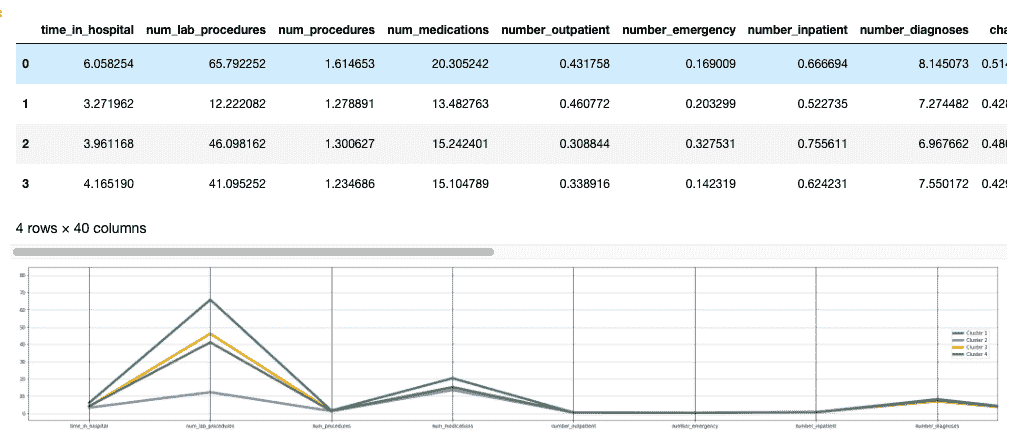 time_in_hospital num_lab_procedures num_procedures num_medications number_outpatient number_emergency number_inpatient number_diagnoses cha
0 6.058254 65.792252 1.614653 20.305242 0.431758 0.169009 0.666694 8.145073 0.514
1 3.271962 12.222082 1.278891 13.482763 0.460772 0.203299 0.522735 7.274482 0.428
2 3.961168 46.098162 1.300627 15.242401 0.308844 0.327531 0.755611 6.967662 0.480
3 4.165190 41.095252 1.234686 15.104789 0.338916 0.142319 0.624231 7.550172 0.429
4 rows × 40 columns
80
70
60
50
40
30
20
10
0
Cluster 1
Cluster 2
Cluster 3
Cluster 4
time_in_hospital num_lab_procedures num_procedures num_medications number_outpatient number_emergency number_inpatient number_diagnoses